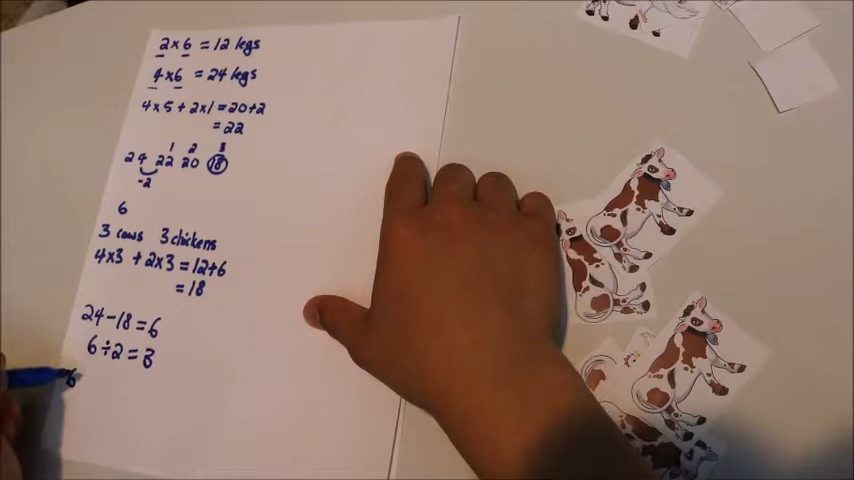 2x6 = 12 legs
4x6 = 24 legs
4x5 + 2x1 = 20+2
= 22
1 2 3
24 22 20 18
-2
6
3 cows 3 chickens
4x3 + 2x3 = 12+6
= 18
24-18 = 6
6÷2 = 3
6